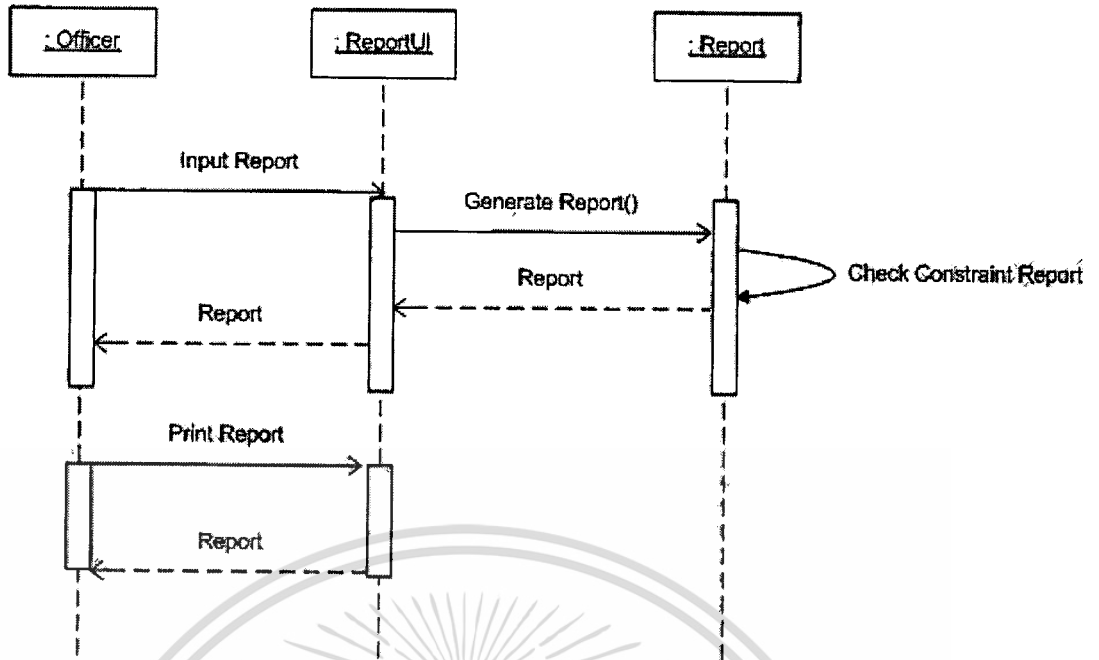 : Officer
: ReportUI
: Report
Input Report
Generate Report()
Check Constraint Report
Report
Report
Print Report
Report